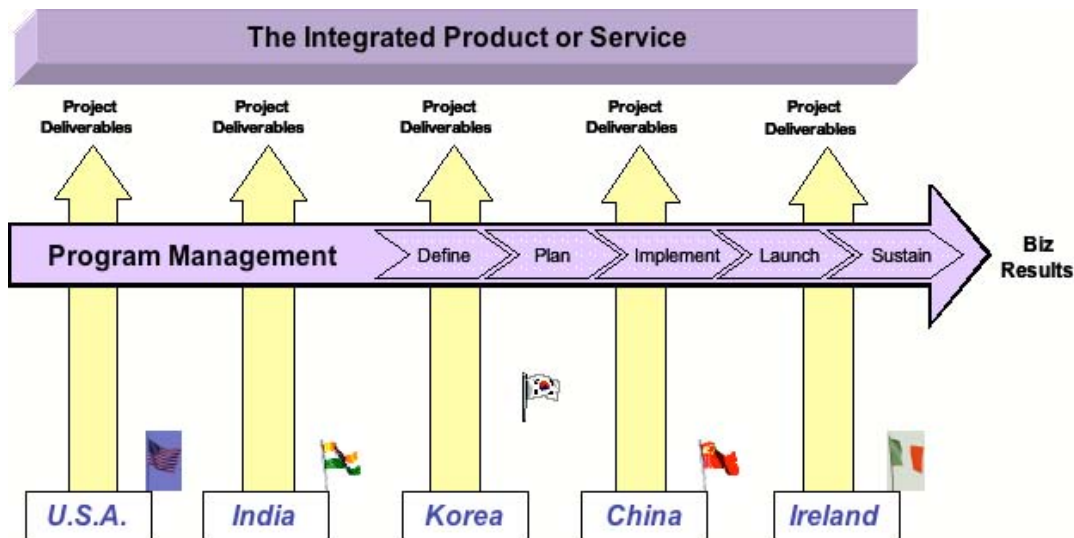 The Integrated Product or Service
Project
Deliverables
Project
Deliverables
Project
Deliverables
Project
Deliverables
Project
Deliverables
Program Management
Define
Plan
Implement
Launch
Sustain
Biz
Results
U.S.A.
India
Korea
China
Ireland